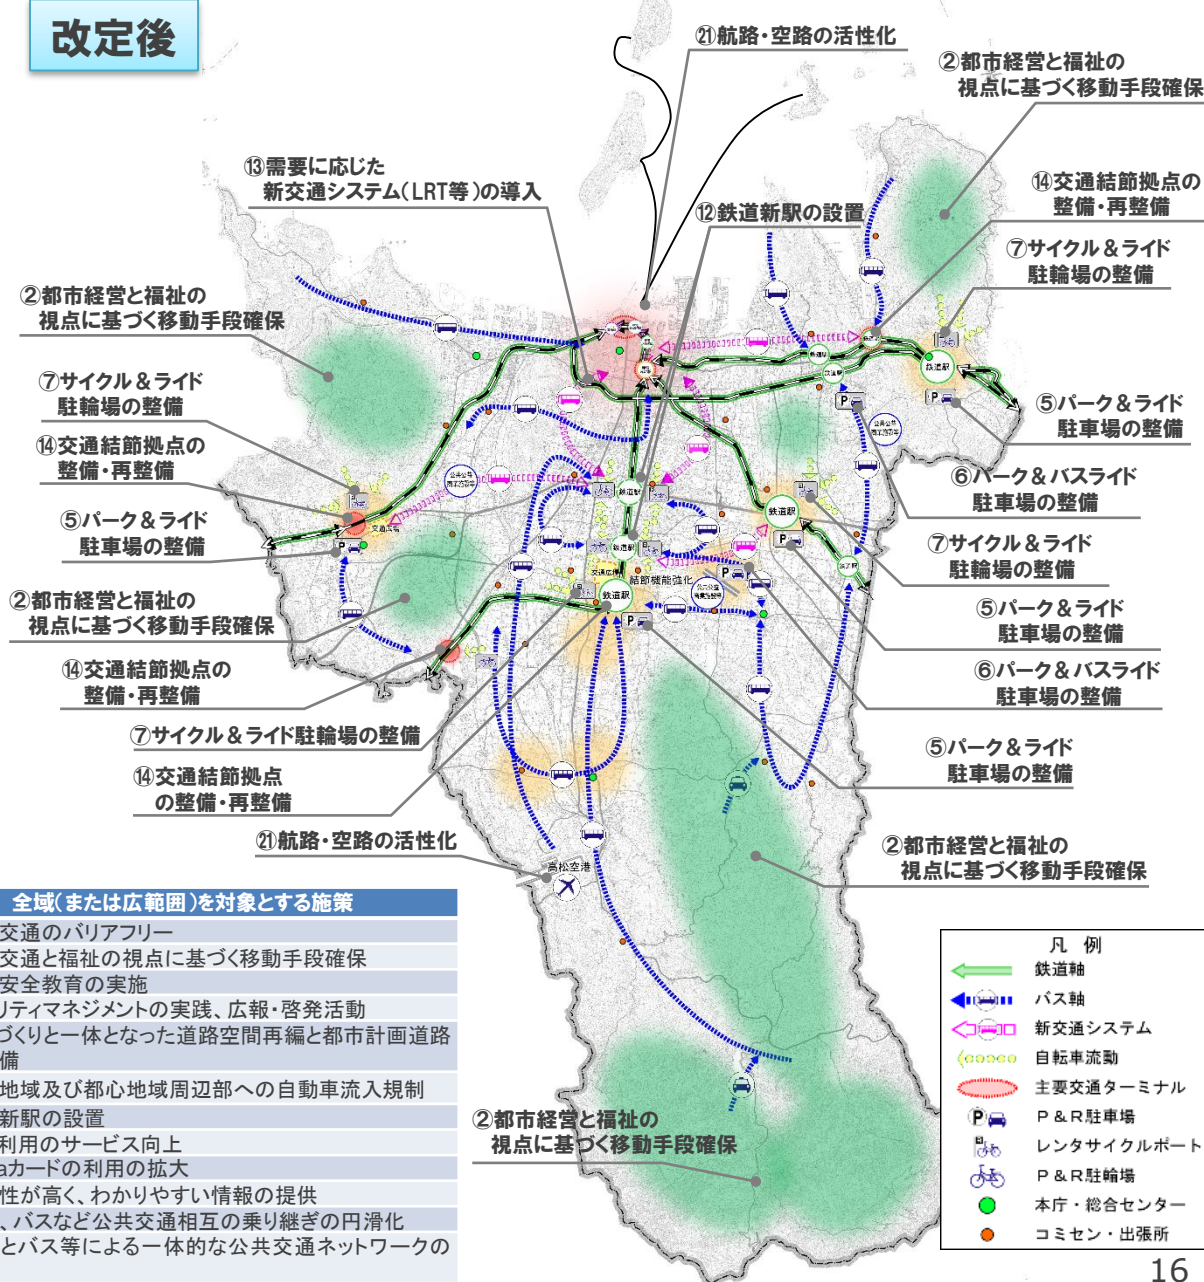 改定後
㉑航路・空路の活性化
②都市経営と福祉の
視点に基づく移動手段確保
⑬需要に応じた
新交通システム(LRT等)の導入
⑭交通結節拠点の
整備・再整備
⑫鉄道新駅の設置
⑦サイクル&ライド
駐輪場の整備
②都市経営と福祉の
視点に基づく移動手段確保
⑦サイクル&ライド
駐輪場の整備
⑭交通結節拠点の
整備・再整備
⑤パーク&ライド
駐車場の整備
②都市経営と福祉の
視点に基づく移動手段確保
⑭交通結節拠点の
整備・再整備
⑦サイクル&ライド駐輪場の整備
⑭交通結節拠点
の整備・再整備
㉑航路・空路の活性化
⑤パーク&ライド
駐車場の整備
⑥パーク&バスライド
駐車場の整備
⑦サイクル&ライド
駐輪場の整備
⑤パーク&ライド
駐車場の整備
⑥パーク&バスライド
駐車場の整備
⑤パーク&ライド
駐車場の整備
②都市経営と福祉の
視点に基づく移動手段確保
②都市経営と福祉の
視点に基づく移動手段確保
鉄道駅
鉄道駅
鉄道駅
鉄道駅
鉄道駅
交通広場
交通広場
結節機能強化
高松空港
全域(または広範囲)を対象とする施策
交通のバリアフリー
交通と福祉の視点に基づく移動手段確保
安全教育の実施
リティマネジメントの実践、広報・啓発活動
づくりと一体となった道路空間再編と都市計画道路
備
地域及び都心地域周辺部への自動車流入規制
新駅の設置
利用のサービス向上
aカードの利用の拡大
性が高く、わかりやすい情報の提供
、バスなど公共交通相互の乗り継ぎの円滑化
とバス等による一体的な公共交通ネットワークの
凡 例
鉄道軸
バス軸
新交通システム
自転車流動
主要交通ターミナル
P&R駐車場
レンタサイクルポート
P&R駐輪場
本庁・総合センター
コミセン・出張所
16